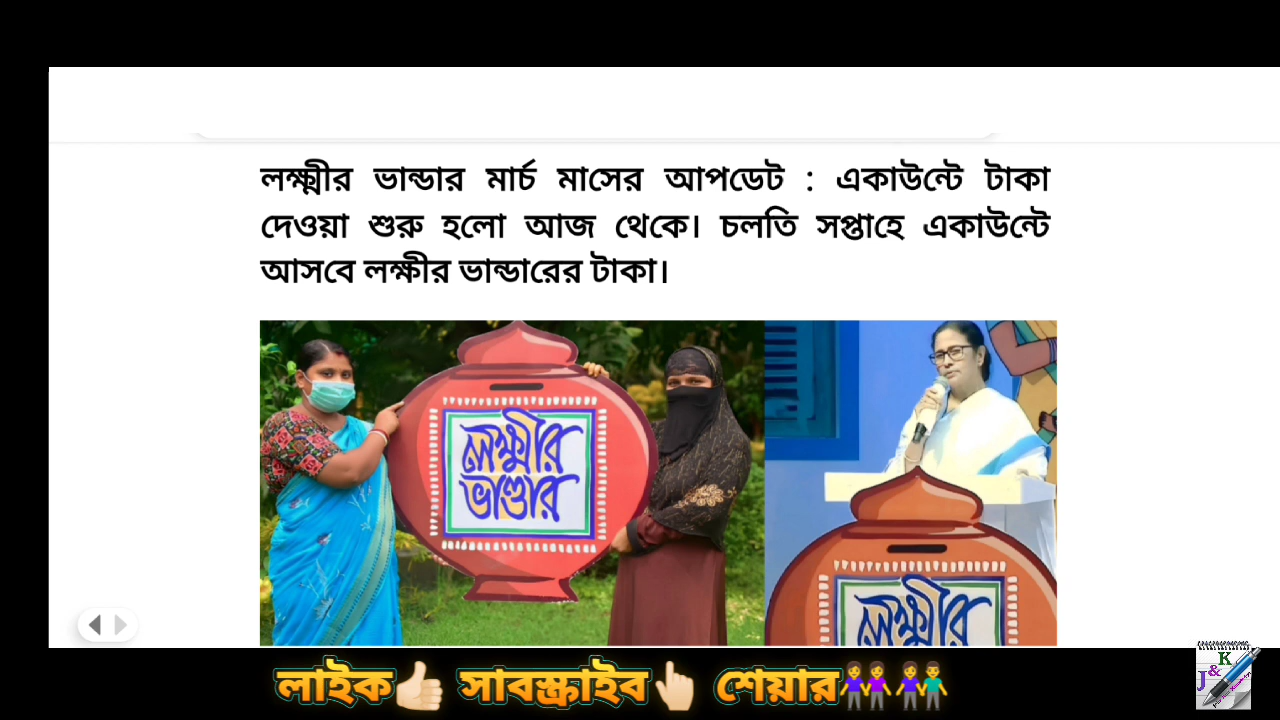 লক্ষ্মীর ভান্ডার মার্চ মাসের আপডেট : একাউন্টে টাকা
দেওয়া শুরু হলো আজ থেকে। চলতি সপ্তাহে একাউন্টে
আসবে লক্ষীর ভান্ডারের টাকা।
লক্ষ্মীর
ভাণ্ডার
লক্ষ্মীর
লাইক👍🏻 সাবস্ক্রাইব👆🏻 শেয়ার👭👫
J&K